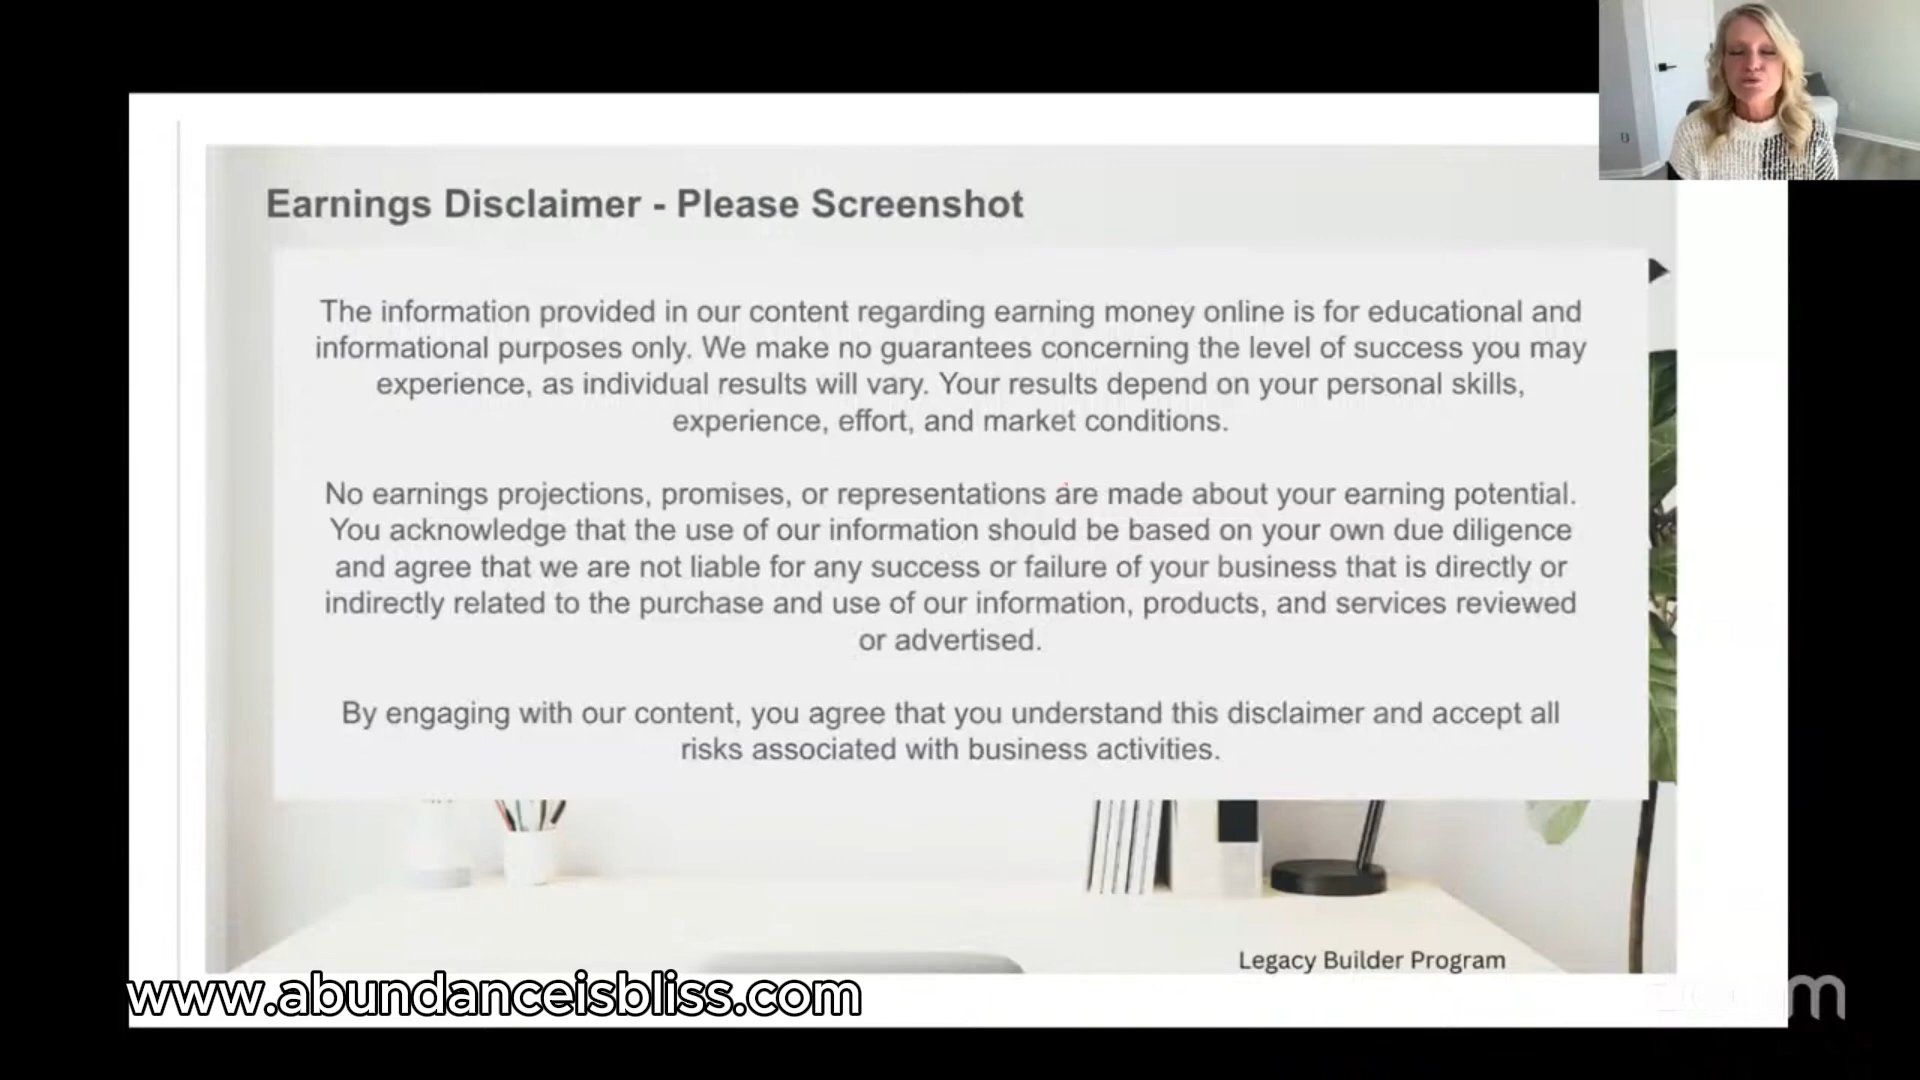 Earnings Disclaimer - Please Screenshot
The information provided in our content regarding earning money online is for educational and
informational purposes only. We make no guarantees concerning the level of success you may
experience, as individual results will vary. Your results depend on your personal skills,
experience, effort, and market conditions.
No earnings projections, promises, or representations are made about your earning potential.
You acknowledge that the use of our information should be based on your own due diligence
and agree that we are not liable for any success or failure of your business that is directly or
indirectly related to the purchase and use of our information, products, and services reviewed
or advertised.
By engaging with our content, you agree that you understand this disclaimer and accept all
risks associated with business activities.
Legacy Builder Program
www.abundanceisbliss.com